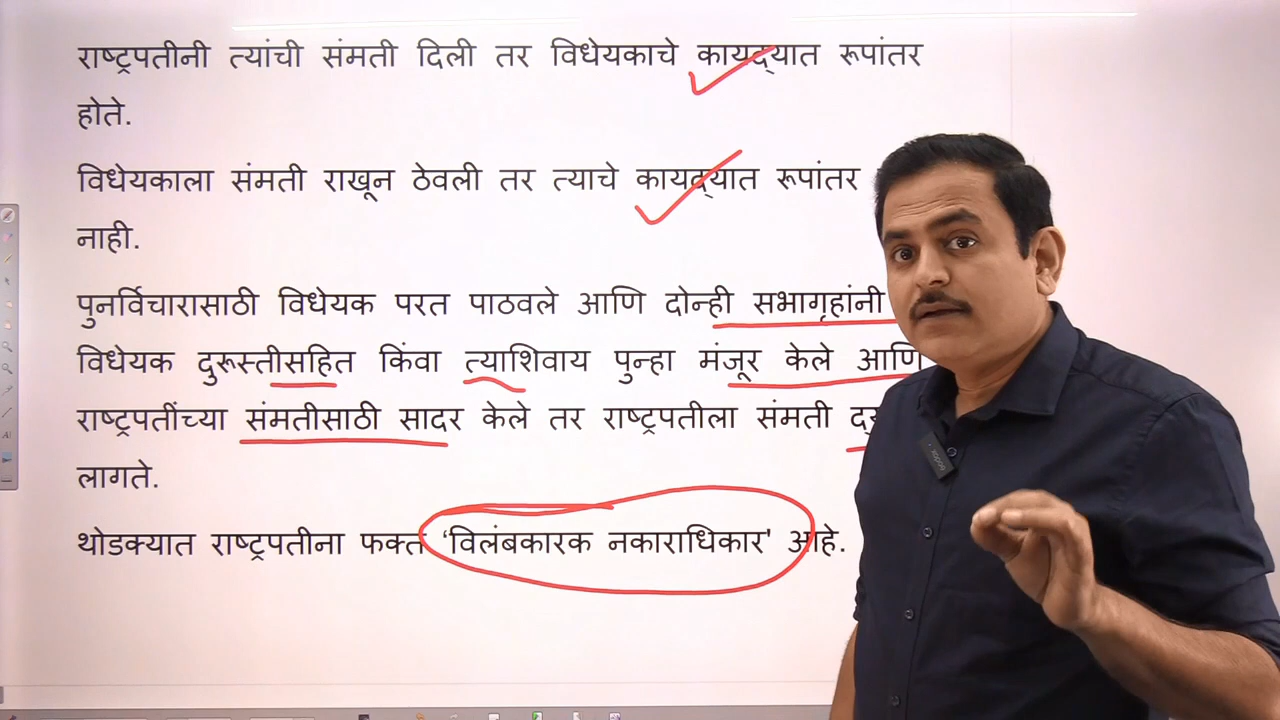 राष्ट्रपतीनी त्यांची संमती दिली तर विधेयकाचे कायद्यात रूपांतर
होते.
विधेयकाला संमती राखून ठेवली तर त्याचे कायद्यात रूपांतर
नाही.
पुनर्विचारासाठी विधेयक परत पाठवले आणि दोन्ही सभागृहांनी
विधेयक दुरूस्तीसहित किंवा त्याशिवाय पुन्हा मंजूर केले आणि
राष्ट्रपतींच्या संमतीसाठी सादर केले तर राष्ट्रपतीला संमती
लागते.
थोडक्यात राष्ट्रपतीना फक्त ‘विलंबकारक नकाराधिकार' आहे.